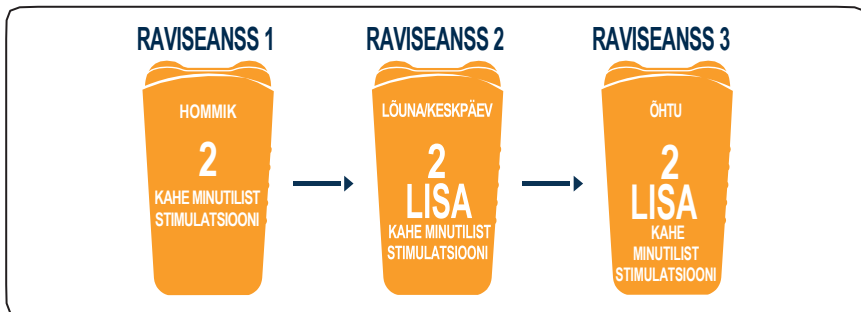 RAVISEANSS 1
HOMMIK
2
KAHE MINUTILIST
STIMULATSIOONI
RAVISEANSS 2
LÕUNA/KESKPÄEV
2
LISA
KAHE MINUTILIST
STIMULATSIOONI
RAVISEANSS 3
ÕHTU
2
LISA
KAHE
MINUTILIST
STIMULATSIOONI